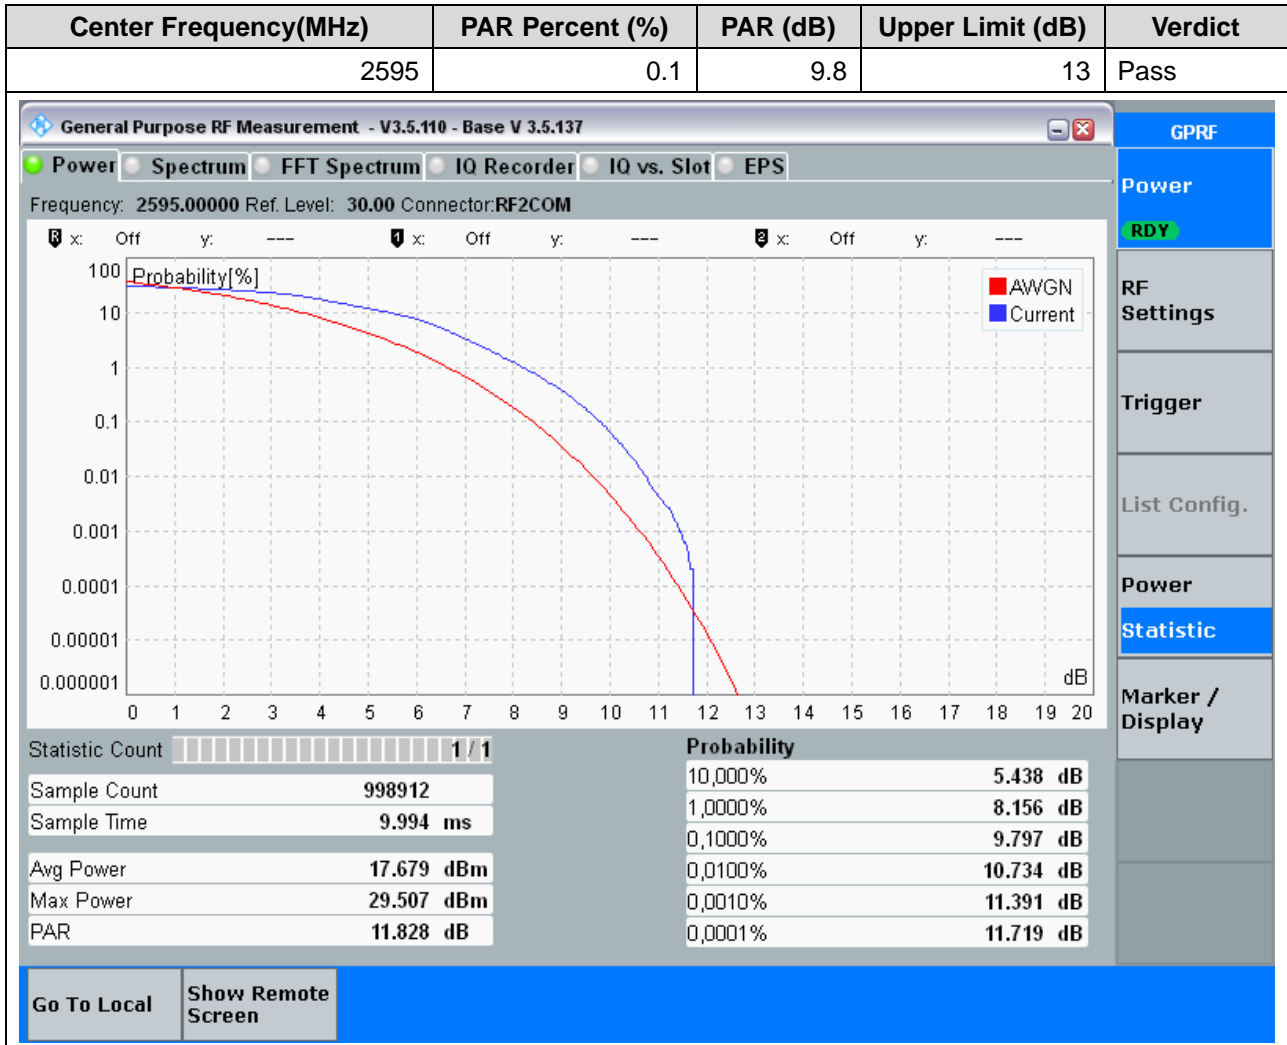 Center Frequency(MHz) PAR Percent (%) PAR (dB) Upper Limit (dB) Verdict
2595 0.1 9.8 13 Pass
General Purpose RF Measurement - V3.5.110 - Base V 3.5.137
GPRF
Power Spectrum FFT Spectrum IQ Recorder IQ vs. Slot EPS
Power
RDY
Frequency: 2595.00000 Ref. Level: 30.00 Connector:RF2COM
R x: Off y: --- 1 x: Off y: --- 2 x: Off y: ---
Probability[%]
AWGN
Current
100
10
1
0.1
0.01
0.001
0.0001
0.00001
0.000001
dB
0 1 2 3 4 5 6 7 8 9 10 11 12 13 14 15 16 17 18 19 20
RF
Settings
Trigger
List Config.
Power
Statistic
Marker /
Display
Statistic Count 1 / 1
Sample Count 998912
Sample Time 9.994 ms
Avg Power 17.679 dBm
Max Power 29.507 dBm
PAR 11.828 dB
Probability
10,000% 5.438 dB
1,0000% 8.156 dB
0,1000% 9.797 dB
0,0100% 10.734 dB
0,0010% 11.391 dB
0,0001% 11.719 dB
Go To Local
Show Remote
Screen